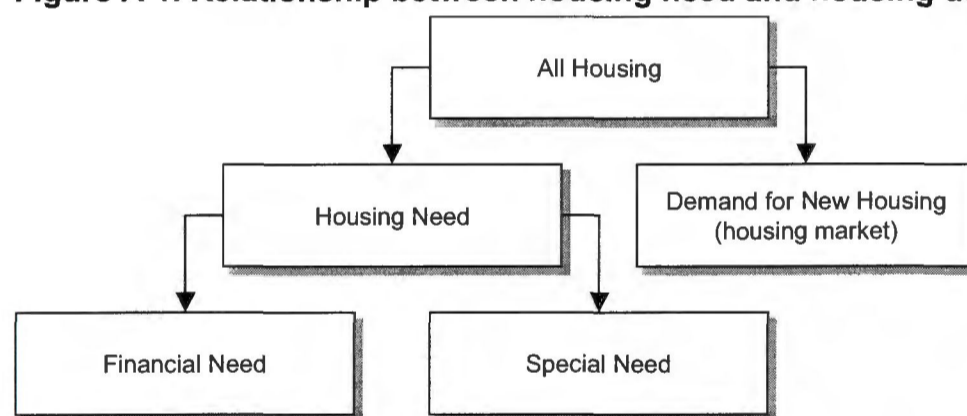 All Housing
Housing Need
Demand for New Housing
(housing market)
Financial Need
Special Need